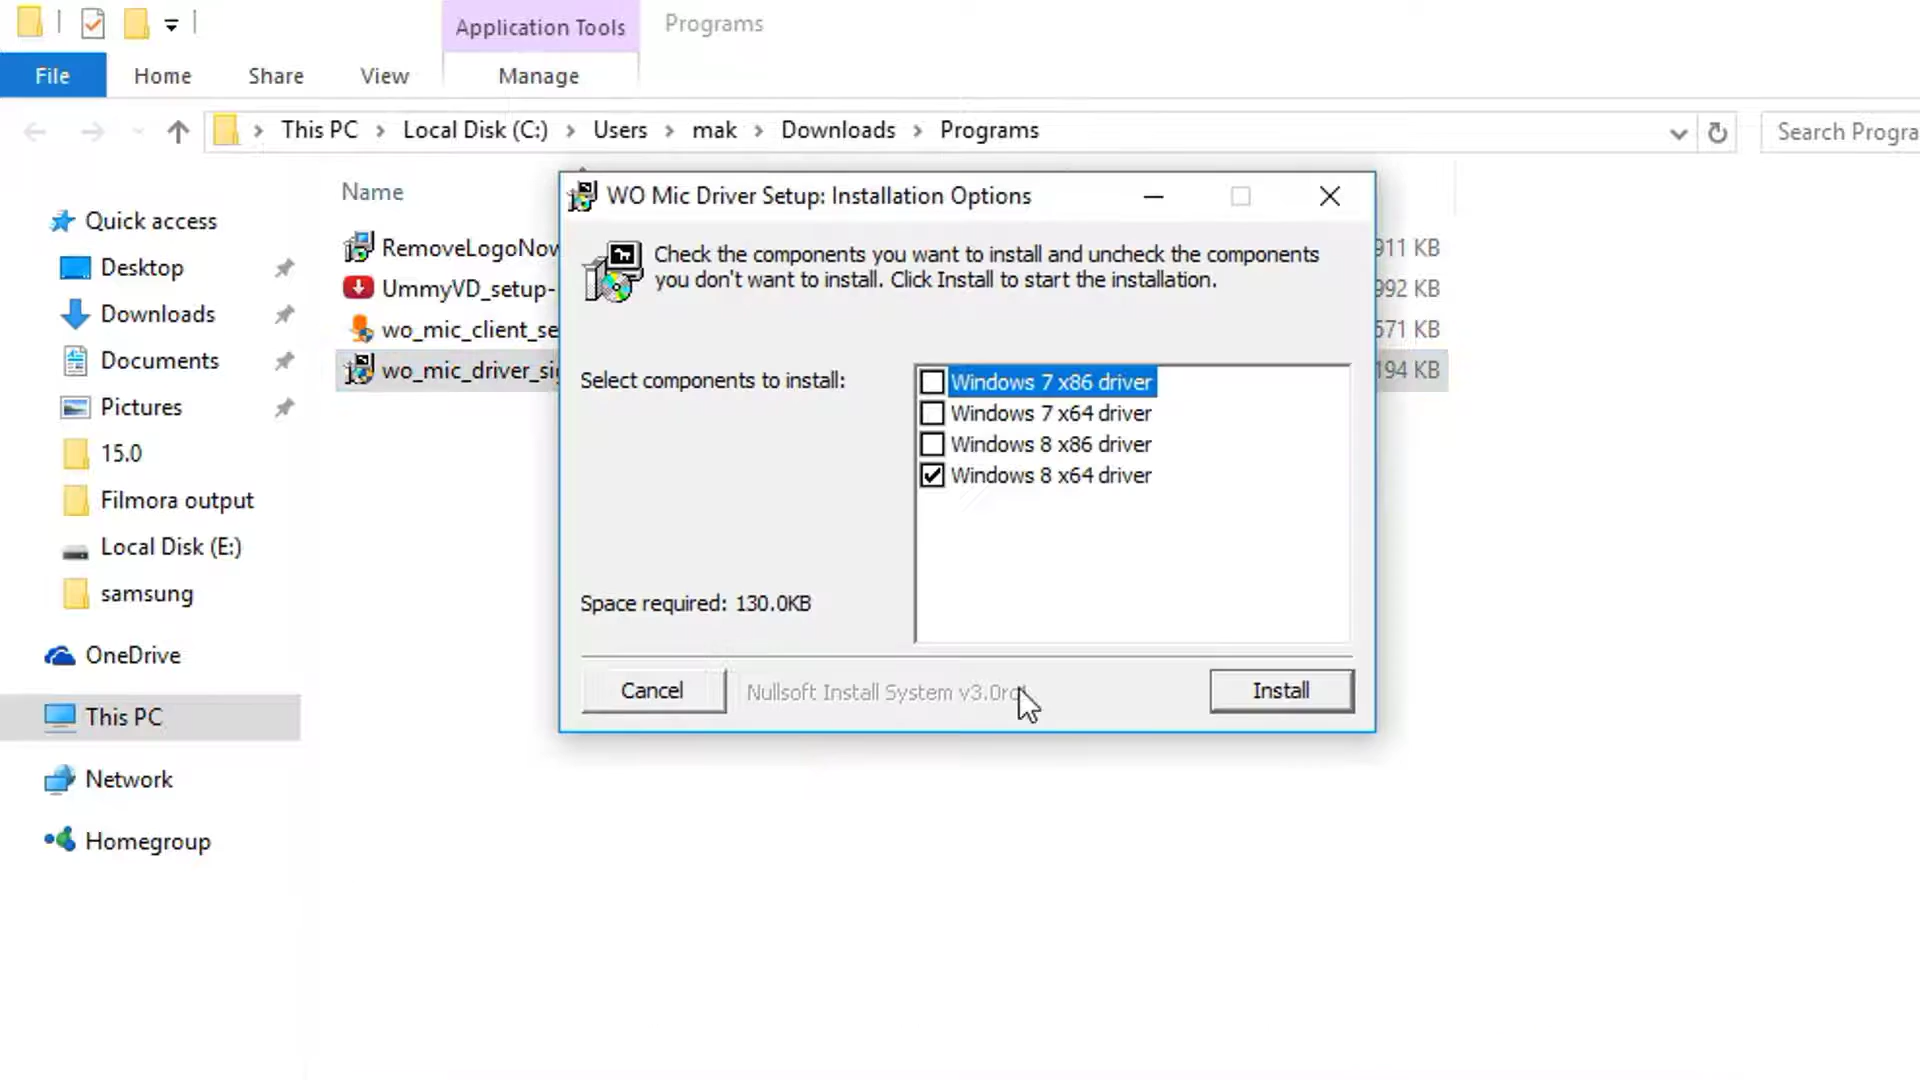 Application Tools
Programs
File
Home
Share
View
Manage
This PC
Local Disk (C:)
Users
mak
Downloads
Programs
Search Progra
Quick access
Desktop
Downloads
Documents
Pictures
15.0
Filmora output
Local Disk (E:)
samsung
OneDrive
This PC
Network
Homegroup
Name
RemoveLogoNow
911 KB
UmmyVD_setup-
992 KB
wo_mic_client_se
571 KB
wo_mic_driver_si
194 KB
WO Mic Driver Setup: Installation Options
Check the components you want to install and uncheck the components
you don't want to install. Click Install to start the installation.
Select components to install:
Windows 7 x86 driver
Windows 7 x64 driver
Windows 8 x86 driver
Windows 8 x64 driver
Space required: 130.0KB
Cancel
Nullsoft Install System
Install